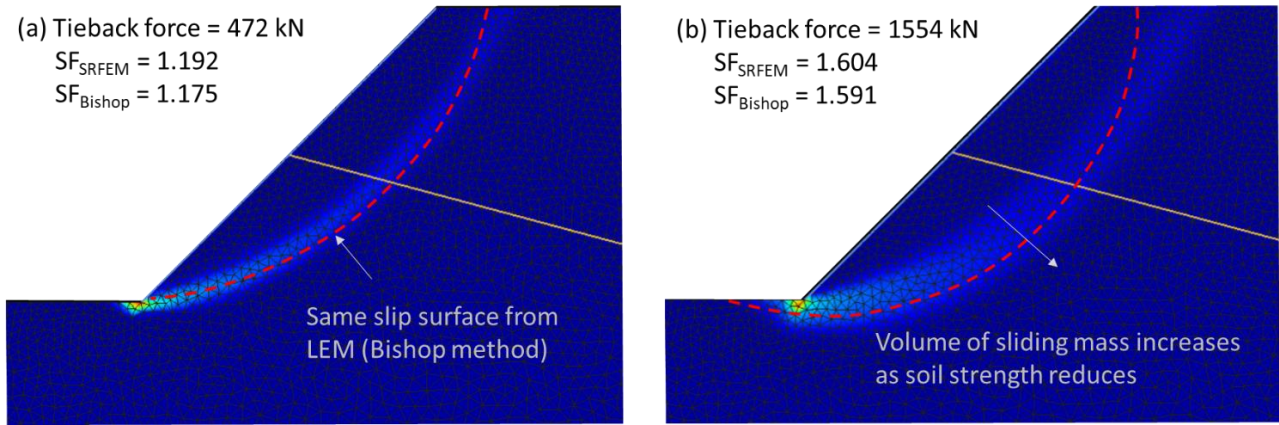 (a) Tieback force = 472 kN
SFSRFEM = 1.192
SFBishop = 1.175
Same slip surface from
LEM (Bishop method)
(b) Tieback force = 1554 kN
SFSRFEM = 1.604
SFBishop = 1.591
Volume of sliding mass increases
as soil strength reduces